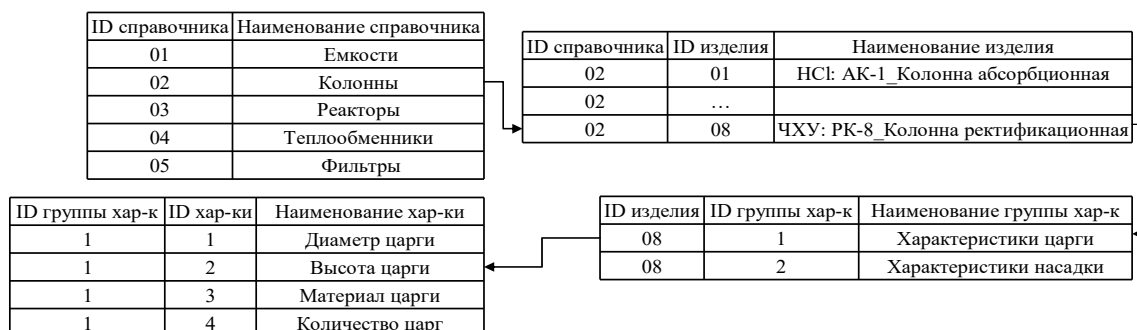 ID справочника Наименование справочника
01 Емкости
02 Колонны
03 Реакторы
04 Теплообменники
05 Фильтры
ID справочника ID изделия Наименование изделия
02 01 HCl: АК-1_Колонна абсорбционная
02 …
02 08 ЧХУ: РК-8_Колонна ректификационная
ID группы хар-к ID хар-ки Наименование хар-ки
1 1 Диаметр царги
1 2 Высота царги
1 3 Материал царги
1 4 Количество царг
ID изделия ID группы хар-к Наименование группы хар-к
08 1 Характеристики царги
08 2 Характеристики насадки